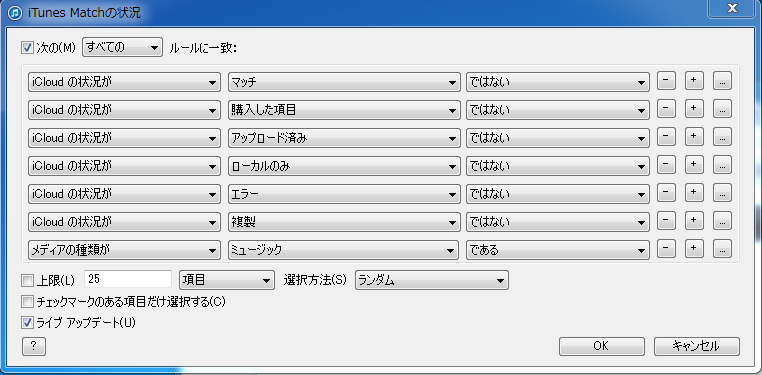 iTunes Matchの状況
次の(M) すべての ルールに一致:
iCloud の状況が マッチ ではない - + ...
iCloud の状況が 購入した項目 ではない - + ...
iCloud の状況が アップロード済み ではない - + ...
iCloud の状況が ローカルのみ ではない - + ...
iCloud の状況が エラー ではない - + ...
iCloud の状況が 複製 ではない - + ...
メディアの種類が ミュージック である - + ...
上限(L) 25 項目 選択方法(S) ランダム
チェックマークのある項目だけ選択する(C)
ライブ アップデート(U)
? OK キャンセル